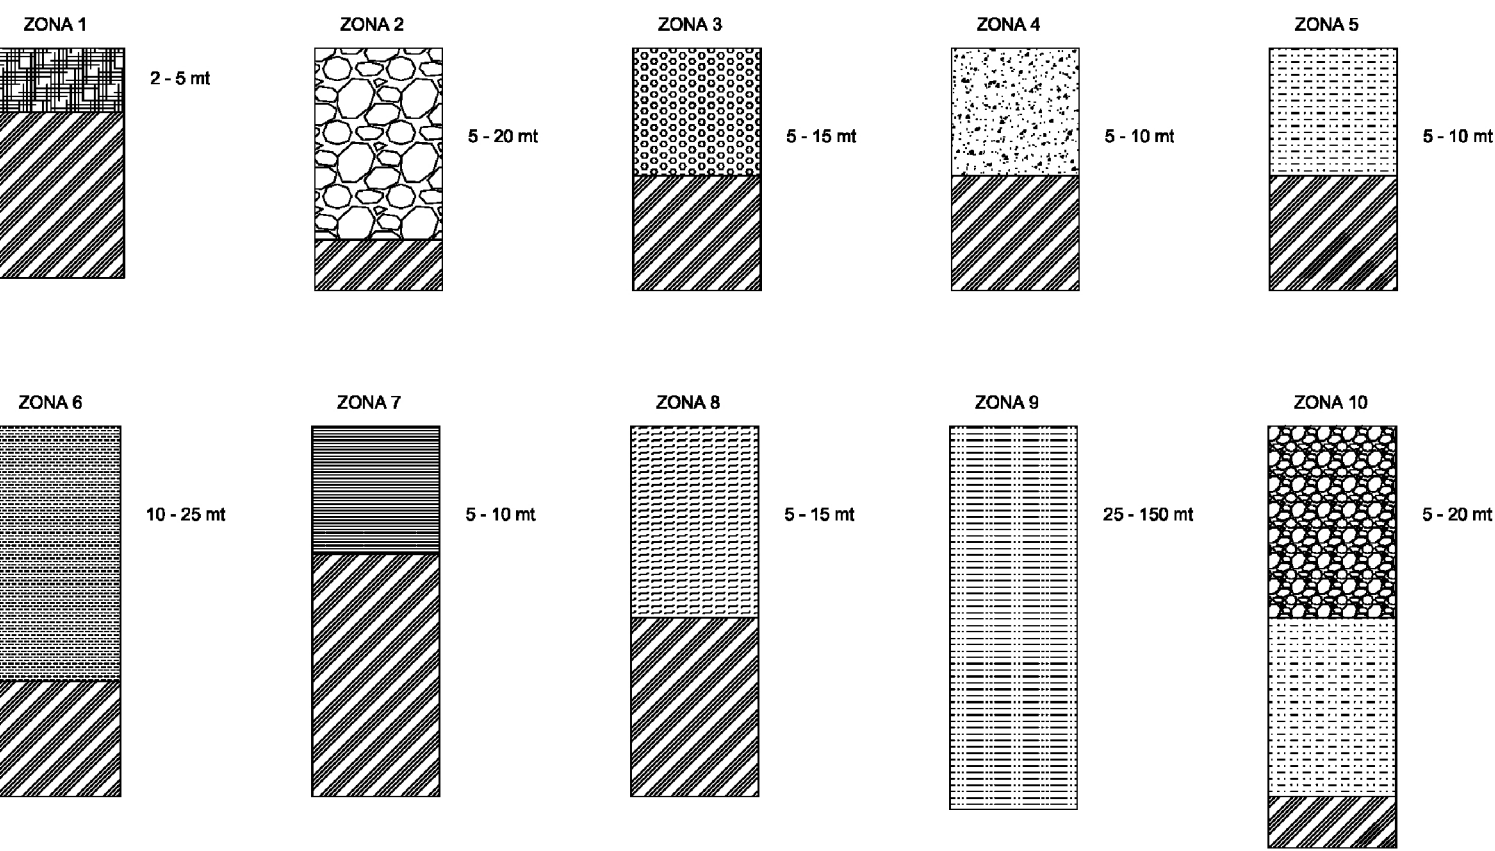 ZONA 1
ZONA 2
ZONA 3
ZONA 4
ZONA 5
2 - 5 mt
5 - 20 mt
5 - 15 mt
5 - 10 mt
5 - 10 mt
ZONA 6
ZONA 7
ZONA 8
ZONA 9
ZONA 10
10 - 25 mt
5 - 10 mt
5 - 15 mt
25 - 150 mt
5 - 20 mt